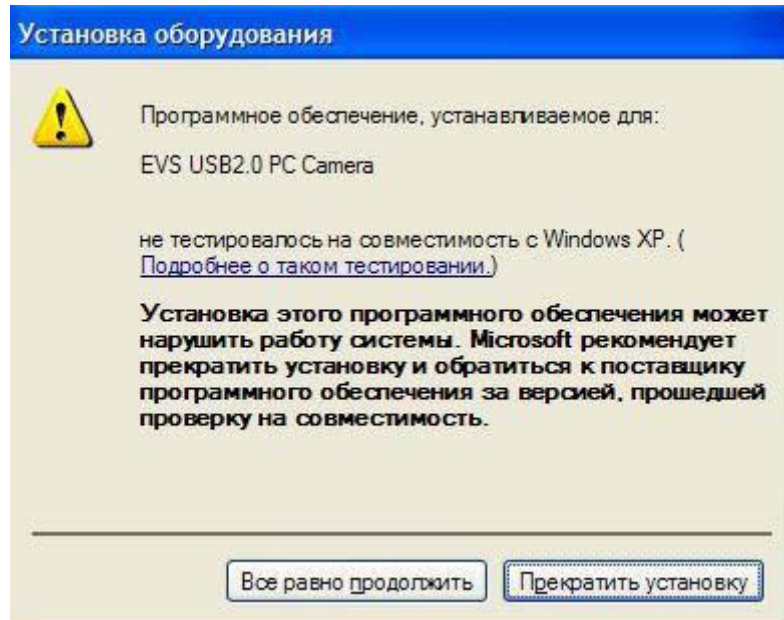 Установка оборудования
Программное обеспечение, устанавливаемое для:
EVS USB2.0 PC Camera
не тестировалось на совместимость с Windows XP. (
Подробнее о таком тестировании.)
Установка этого программного обеспечения может
нарушить работу системы. Microsoft рекомендует
прекратить установку и обратиться к поставщику
программного обеспечения за версией, прошедшей
проверку на совместимость.
Все равно продолжить
Прекратить установку